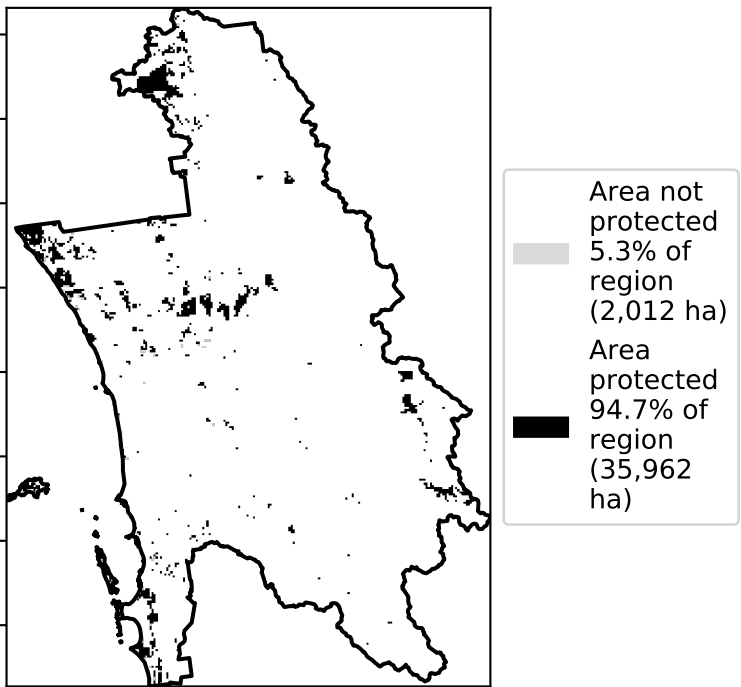 Area not
protected
5.3% of
region
(2,012 ha)
Area
protected
94.7% of
region
(35,962
ha)